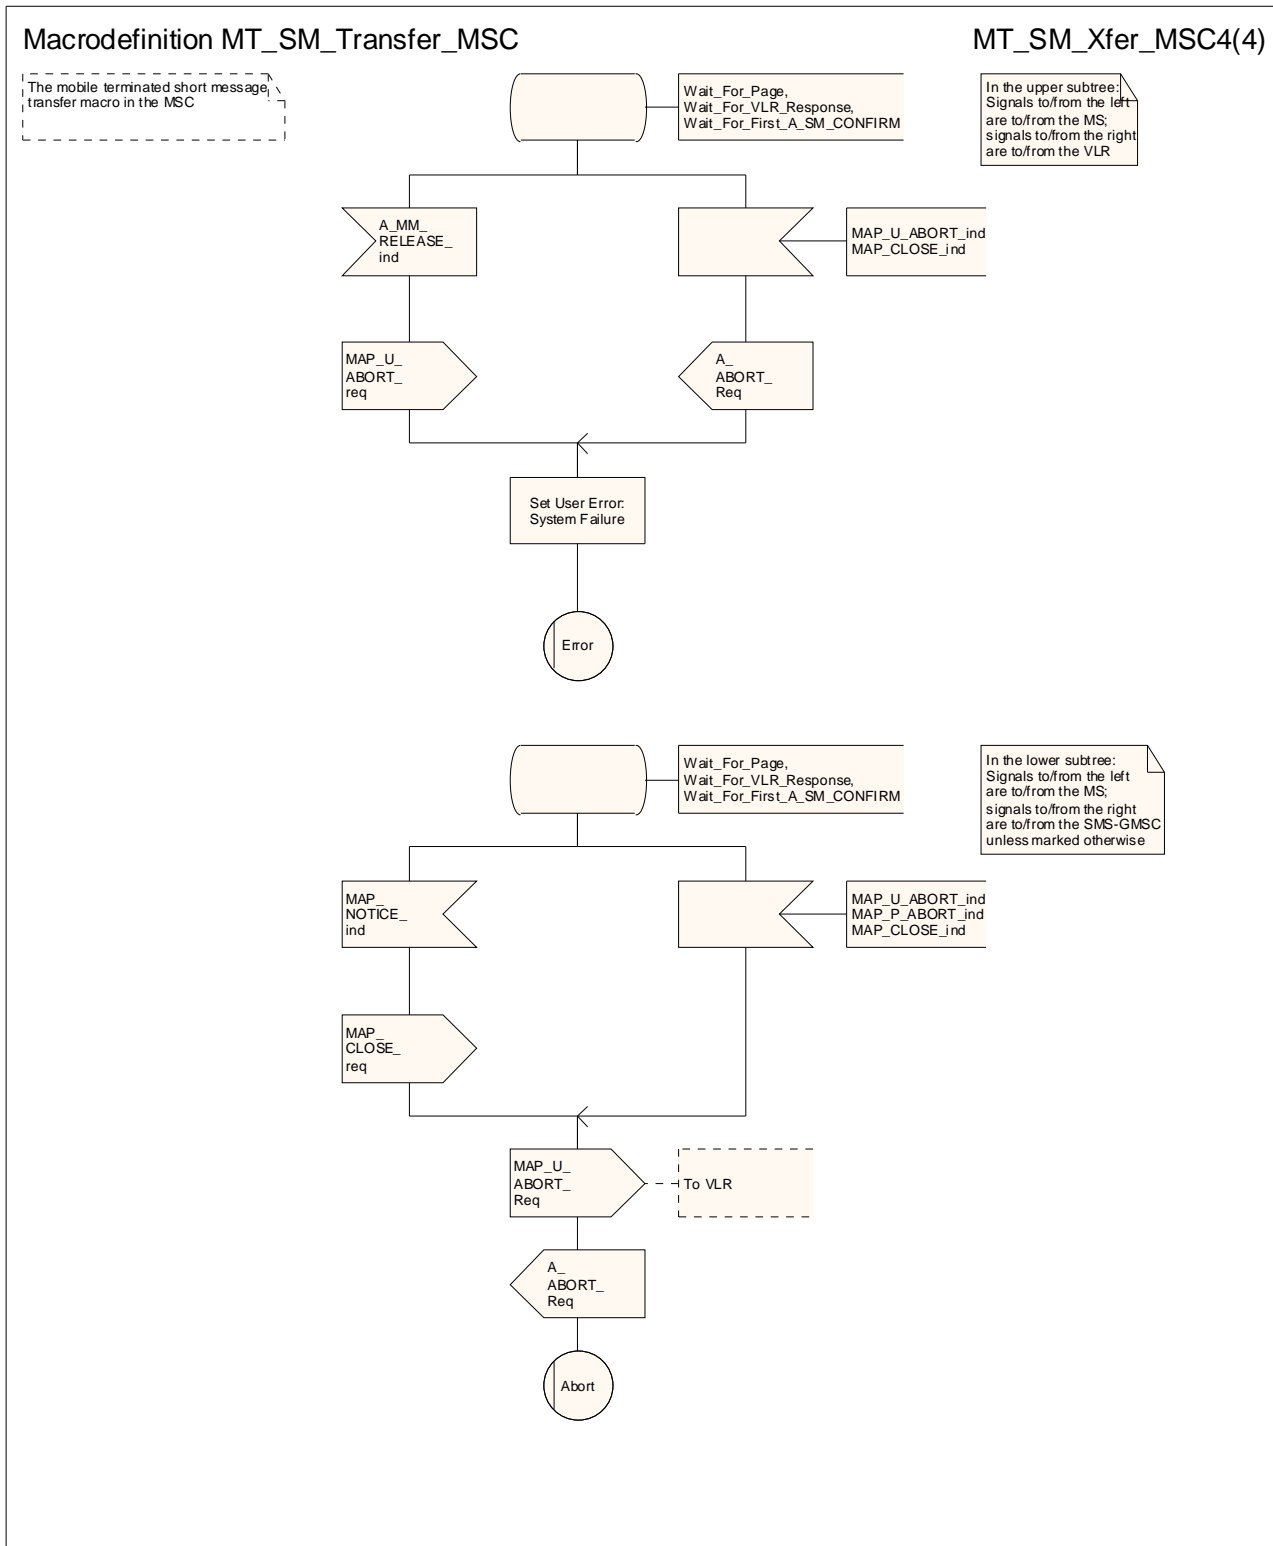 Macrodefinition MT_SM_Transfer_MSC
MT_SM_Xfer_MSC4(4)
The mobile terminated short message
transfer macro in the MSC
Wait_For_Page,
Wait_For_VLR_Response,
Wait_For_First_A_SM_CONFIRM
In the upper subtree:
Signals to/from the left
are to/from the MS;
signals to/from the right
are to/from the VLR
A_MM_
RELEASE_
ind
MAP_U_ABORT_ind
MAP_CLOSE_ind
MAP_U_
ABORT_
req
A_
ABORT_
Req
Set User Error:
System Failure
Error
Wait_For_Page,
Wait_For_VLR_Response,
Wait_For_First_A_SM_CONFIRM
In the lower subtree:
Signals to/from the left
are to/from the MS;
signals to/from the right
are to/from the SMS-GMSC
unless marked otherwise
MAP_
NOTICE_
ind
MAP_U_ABORT_ind
MAP_P_ABORT_ind
MAP_CLOSE_ind
MAP_
CLOSE_
req
MAP_U_
ABORT_
Req
To VLR
A_
ABORT_
Req
Abort